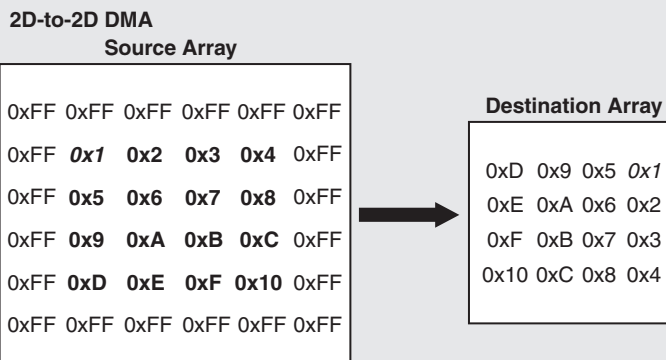 2D-to-2D DMA
Source Array
0xFF 0xFF 0xFF 0xFF 0xFF 0xFF
0xFF 0x1 0x2 0x3 0x4 0xFF
0xFF 0x5 0x6 0x7 0x8 0xFF
0xFF 0x9 0xA 0xB 0xC 0xFF
0xFF 0xD 0xE 0xF 0x10 0xFF
0xFF 0xFF 0xFF 0xFF 0xFF 0xFF
Destination Array
0xD 0x9 0x5 0x1
0xE 0xA 0x6 0x2
0xF 0xB 0x7 0x3
0x10 0xC 0x8 0x4